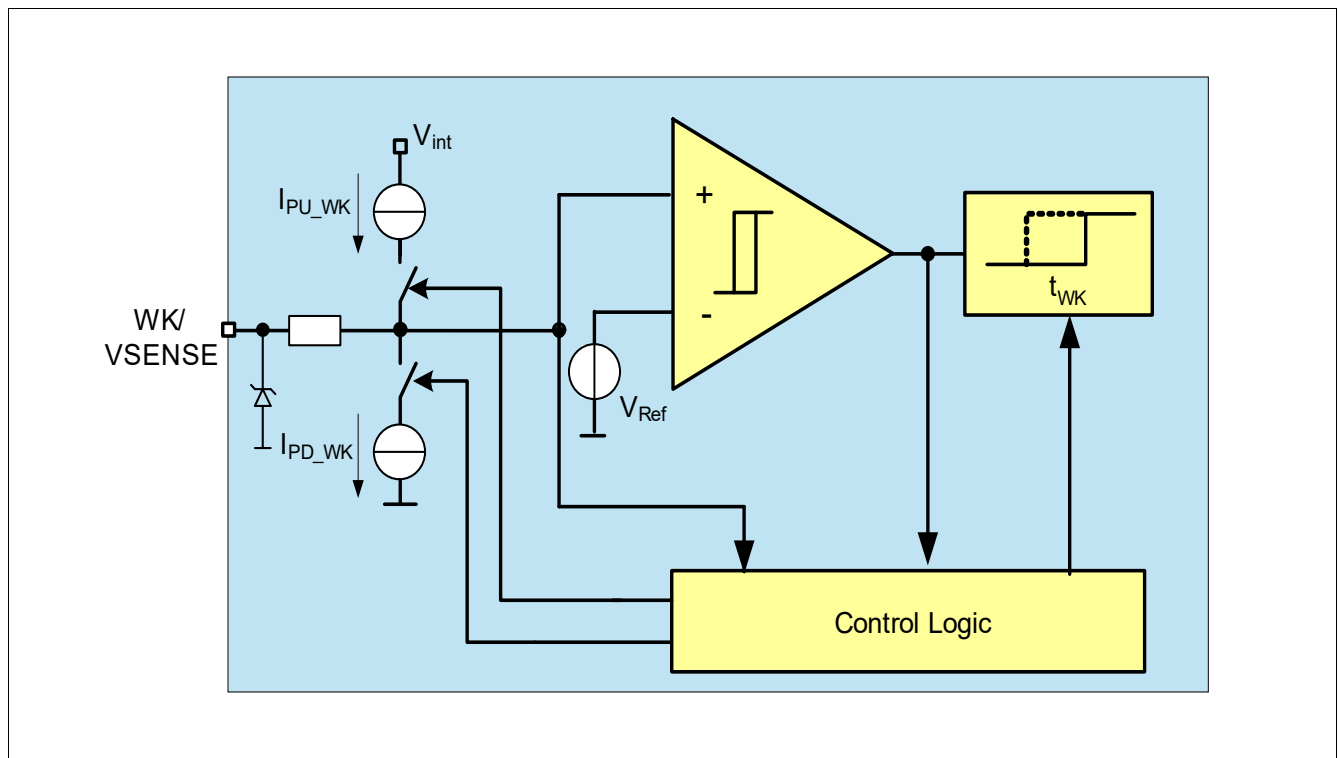 V_int
I_PU_WK
+
WK/
VSENSE
-
t_WK
V_Ref
I_PD_WK
Control Logic